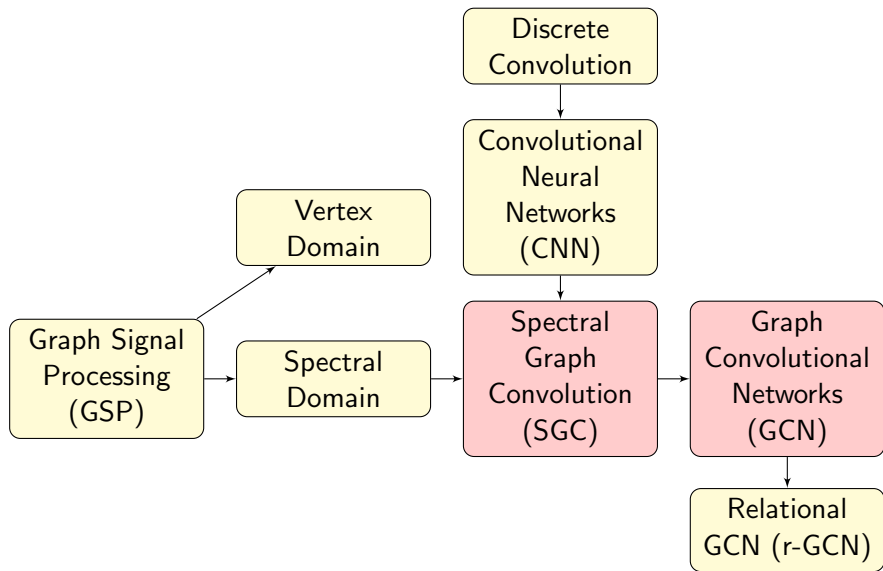 Discrete
Convolution
Convolutional
Neural
Networks
(CNN)
Vertex
Domain
Graph Signal
Processing
(GSP)
Spectral
Domain
Spectral
Graph
Convolution
(SGC)
Graph
Convolutional
Networks
(GCN)
Relational
GCN (r-GCN)